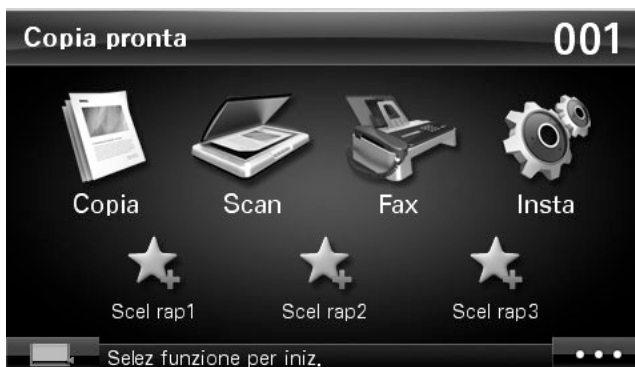 Copia pronta 001
Copia Scan Fax Insta
Scel rap1 Scel rap2 Scel rap3
Selez funzione per iniz.